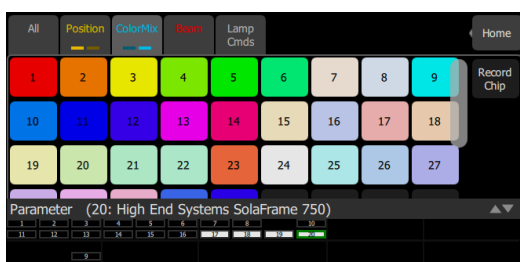 All Position ColorMix Beam Lamp Cmds Home
1 2 3 4 5 6 7 8 9 Record Chip
10 11 12 13 14 15 16 17 18
19 20 21 22 23 24 25 26 27
Parameter (20: High End Systems SolaFrame 750)
1 2 3 4 5 6 7 8 10
11 12 13 14 15 16 17 18 19 20
9